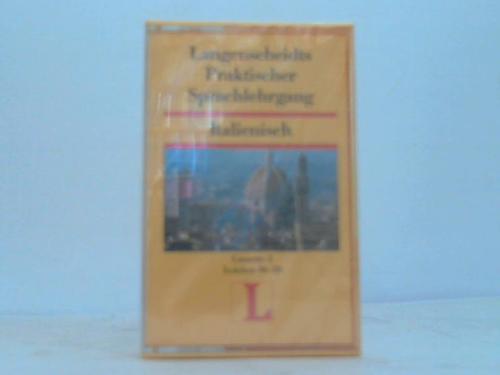 Langenscheidts
Praktischer
Sprachlehrgang
Italienisch
L